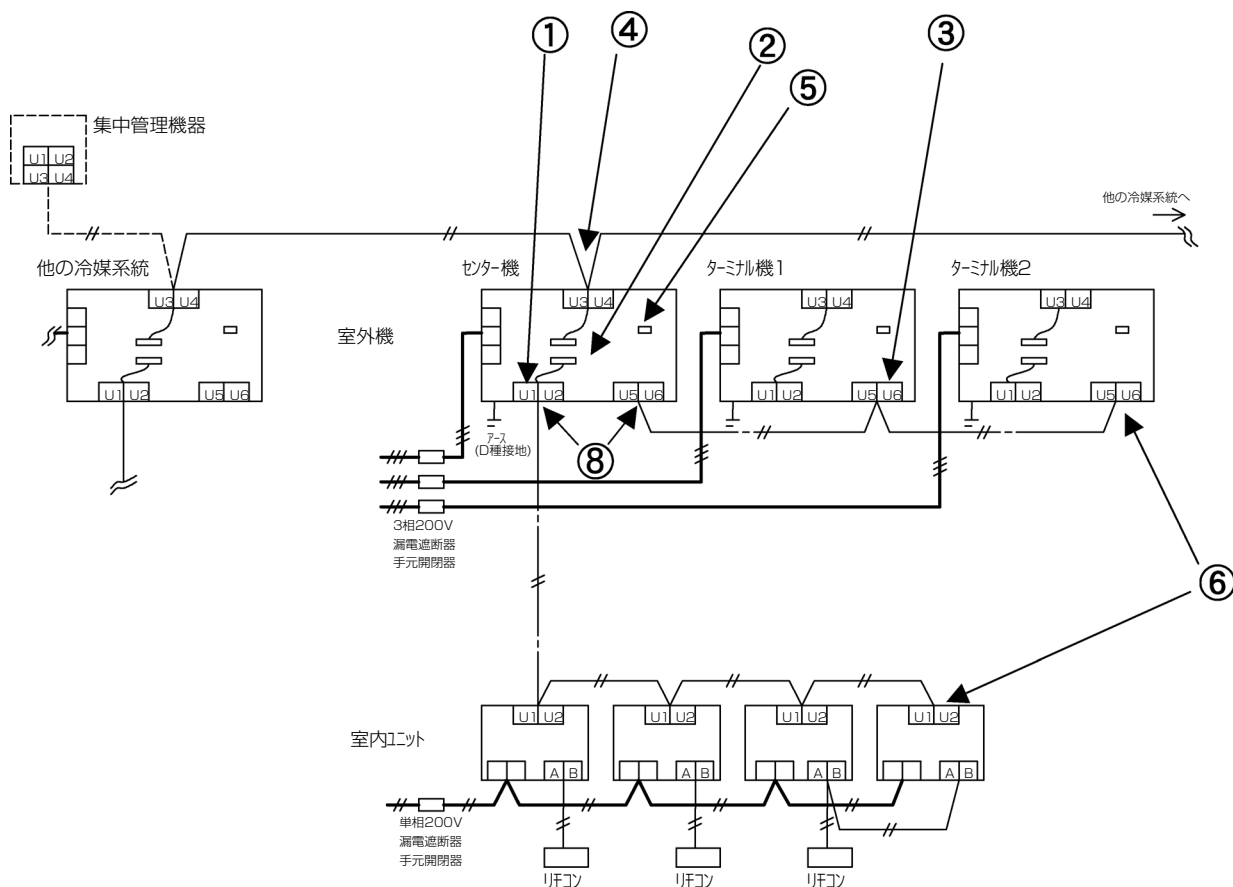 ① ④ ② ③
⑤
集中管理機器
U1 U2
U3 U4
他の冷媒系統へ
他の冷媒系統 センター機 ターミナル機1 ターミナル機2
U3 U4 U3 U4 U3 U4 U3 U4
室外機
U1 U2 U5 U6 U1 U2 U5 U6 U1 U2 U5 U6 U1 U2 U5 U6
アース
(D種接地)
⑧
3相200V
漏電遮断器
手元開閉器
⑥
U1 U2 U1 U2 U1 U2 U1 U2
室内ユニット
A B A B A B A B
単相200V
漏電遮断器
手元開閉器
リモコン リモコン リモコン